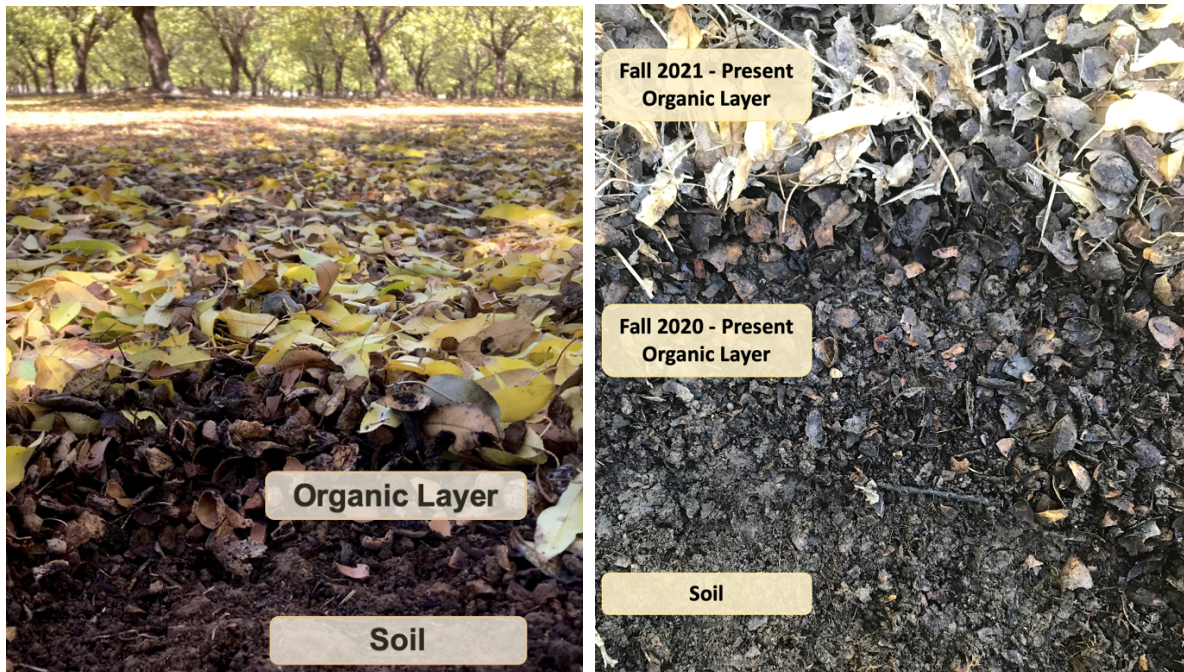 Organic Layer
Soil
Fall 2021 - Present
Organic Layer
Fall 2020 - Present
Organic Layer
Soil